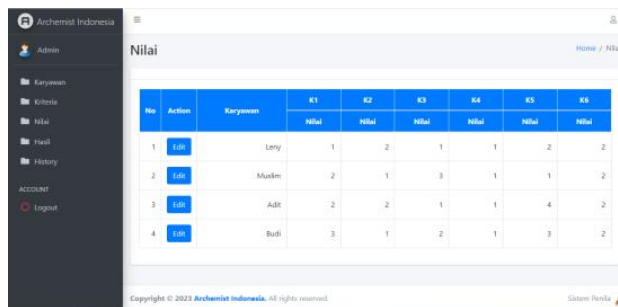 Archemist Indonesia
Admin
Karyawan
Kriteria
Nilai
Hasil
History
ACCOUNT
Logout
Nilai
Home / Nila
No Action Karyawan K1 K2 K3 K4 K5 K6
Nilai Nilai Nilai Nilai Nilai Nilai
1 Edit Leny 1 2 1 1 2 2
2 Edit Muslim 2 1 3 1 1 2
3 Edit Adit 2 2 1 1 4 2
4 Edit Budi 3 1 2 1 3 2
Copyright © 2023 Archemist Indonesia. All rights reserved.
Sistem Penila